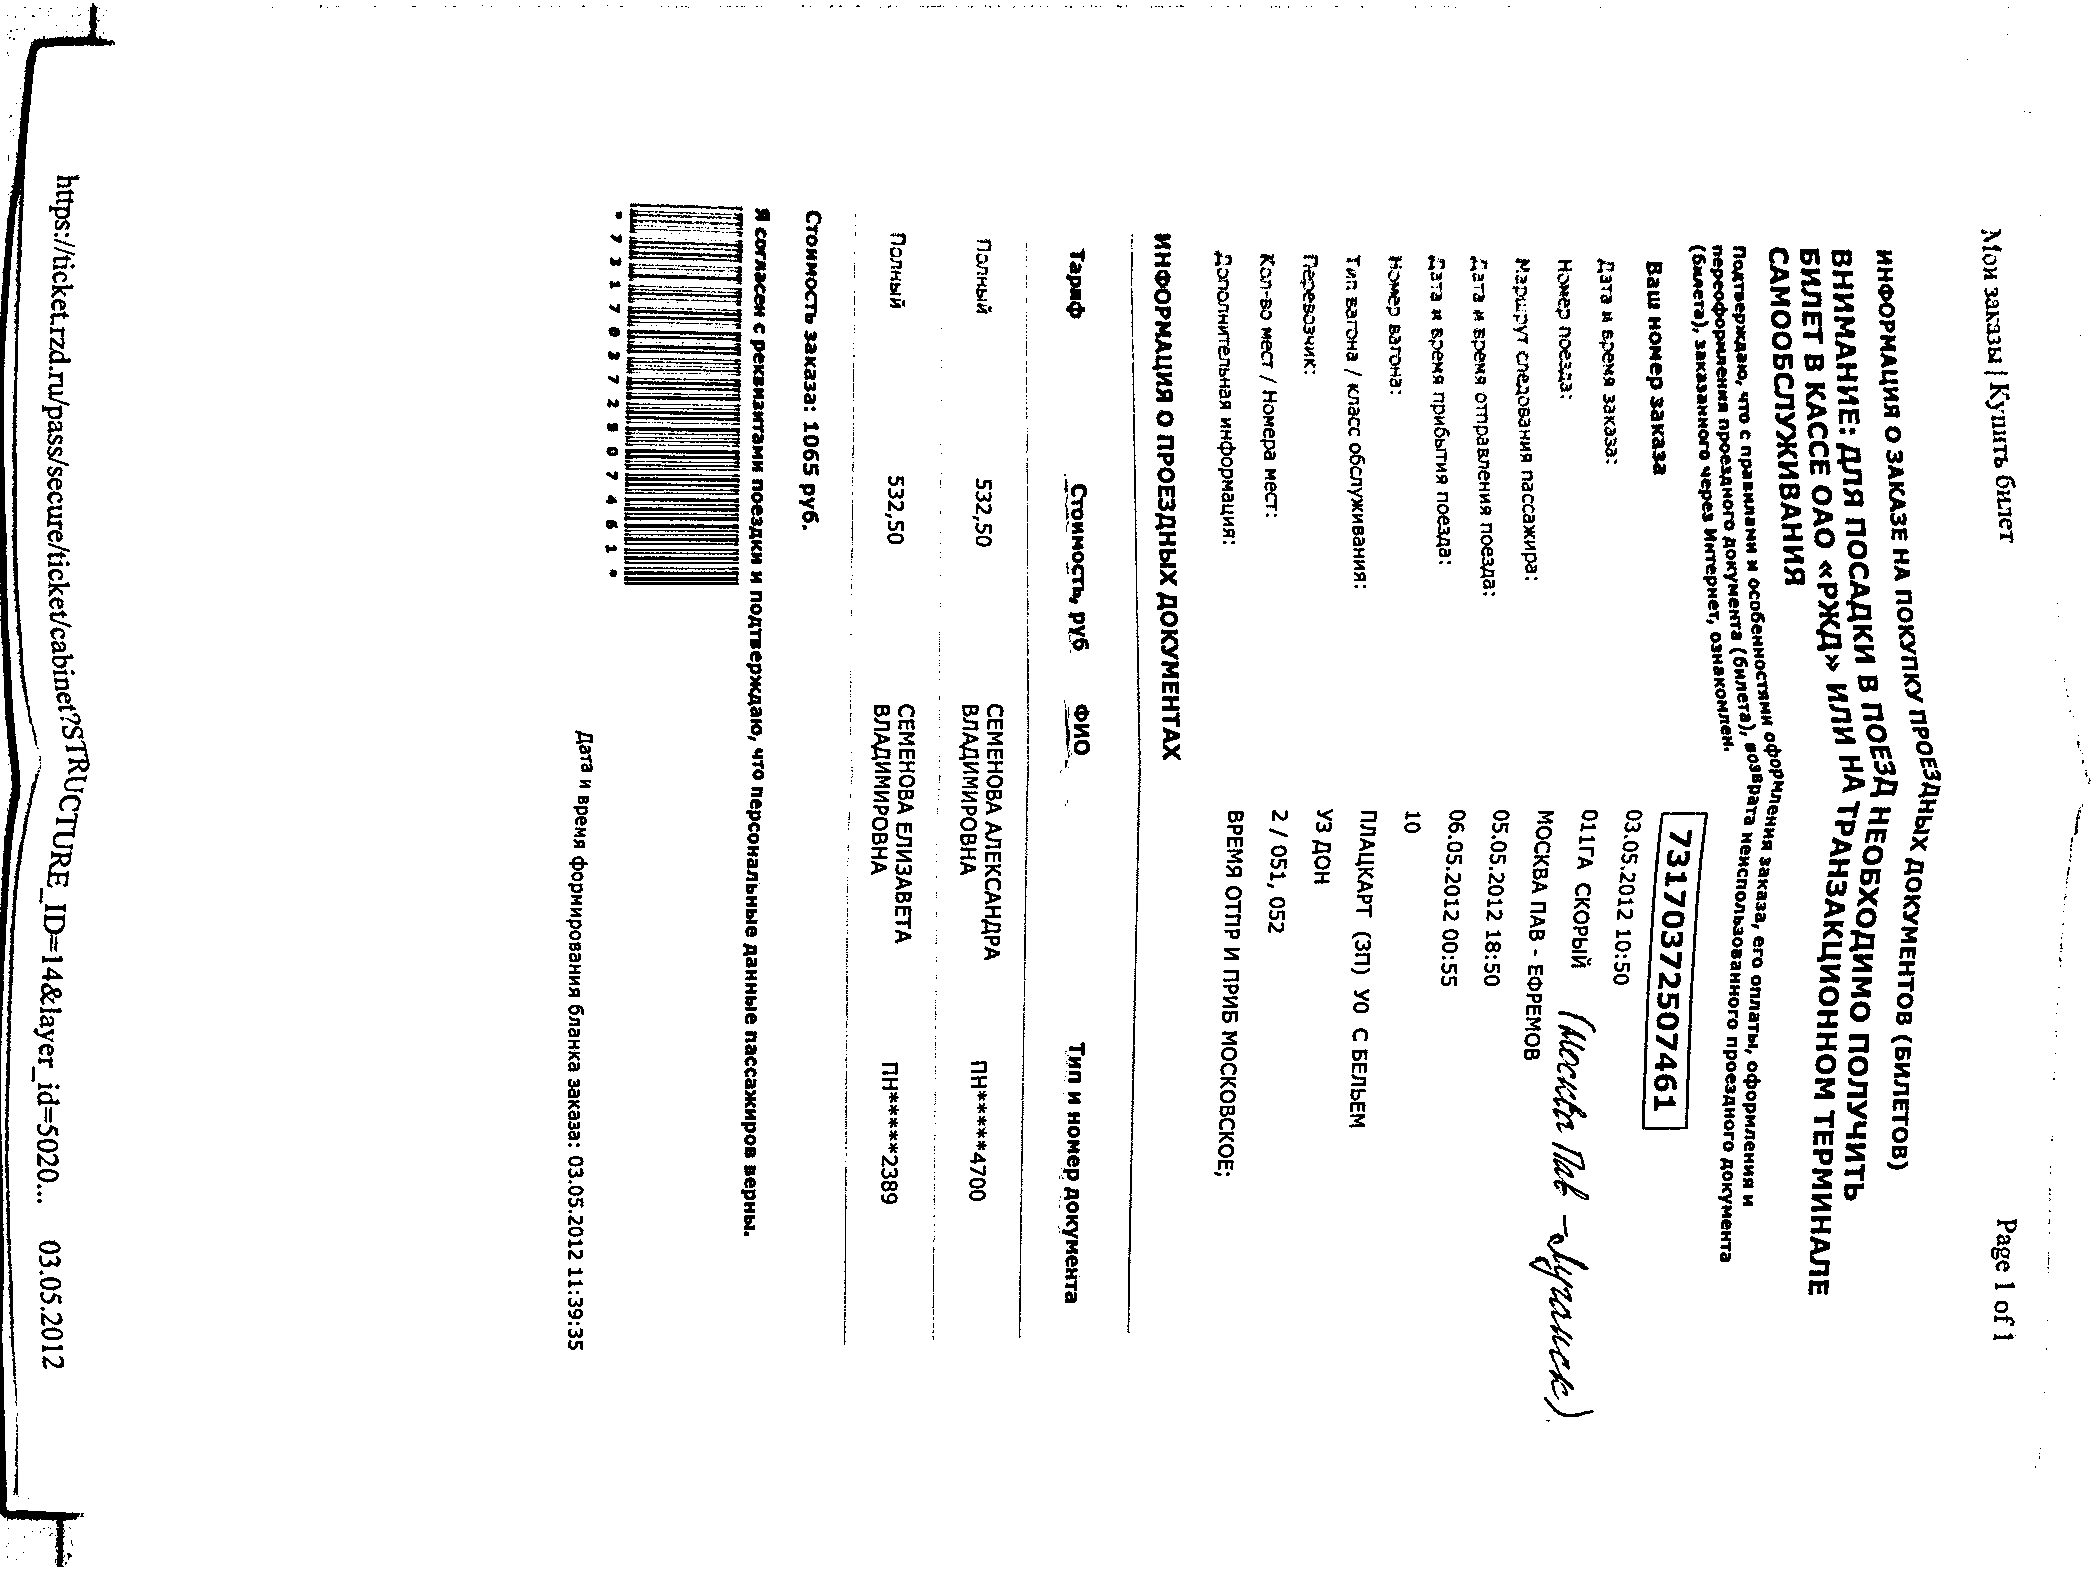 Мои заказы | Купить билет Page 1 of 1
ИНФОРМАЦИЯ О ЗАКАЗЕ НА ПОКУПКУ ПРОЕЗДНЫХ ДОКУМЕНТОВ (БИЛЕТОВ)
ВНИМАНИЕ: ДЛЯ ПОСАДКИ В ПОЕЗД НЕОБХОДИМО ПОЛУЧИТЬ
БИЛЕТ В КАССЕ ОАО «РЖД» ИЛИ НА ТРАНЗАКЦИОННОМ ТЕРМИНАЛЕ
САМООБСЛУЖИВАНИЯ
Подтверждаю, что с правилами и особенностями оформления заказа, его оплаты, оформления и
переоформления проездного документа (билета), возврата неиспользованного проездного документа
(билета), заказанного через Интернет, ознакомлен.
Ваш номер заказа 73170372507461
Дата и время заказа: 03.05.2012 10:50
Номер поезда: 011ГА СКОРЫЙ (Москва Пав - Луганск)
Маршрут следования пассажира: МОСКВА ПАВ - ЕФРЕМОВ
Дата и время отправления поезда: 05.05.2012 18:50
Дата и время прибытия поезда: 06.05.2012 00:55
Номер вагона: 10
Тип вагона / класс обслуживания: ПЛАЦКАРТ (3П) У0 С БЕЛЬЕМ
Перевозчик: УЗ ДОН
Кол-во мест / Номера мест: 2 / 051, 052
Дополнительная информация: ВРЕМЯ ОТПР И ПРИБ МОСКОВСКОЕ;
ИНФОРМАЦИЯ О ПРОЕЗДНЫХ ДОКУМЕНТАХ
Тариф Стоимость, руб ФИО Тип и номер документа
Полный 532,50 СЕМЕНОВА АЛЕКСАНДРА ПН*****4700
ВЛАДИМИРОВНА
Полный 532,50 СЕМЕНОВА ЕЛИЗАВЕТА ПН*****2389
ВЛАДИМИРОВНА
Стоимость заказа: 1065 руб.
Я согласен с реквизитами поездки и подтверждаю, что персональные данные пассажиров верны.
* 7 3 1 7 0 3 7 2 5 0 7 4 6 1 *
Дата и время формирования бланка заказа: 03.05.2012 11:39:35
https://ticket.rzd.ru/pass/secure/ticket/cabinet?STRUCTURE_ID=14&layer_id=5020... 03.05.2012